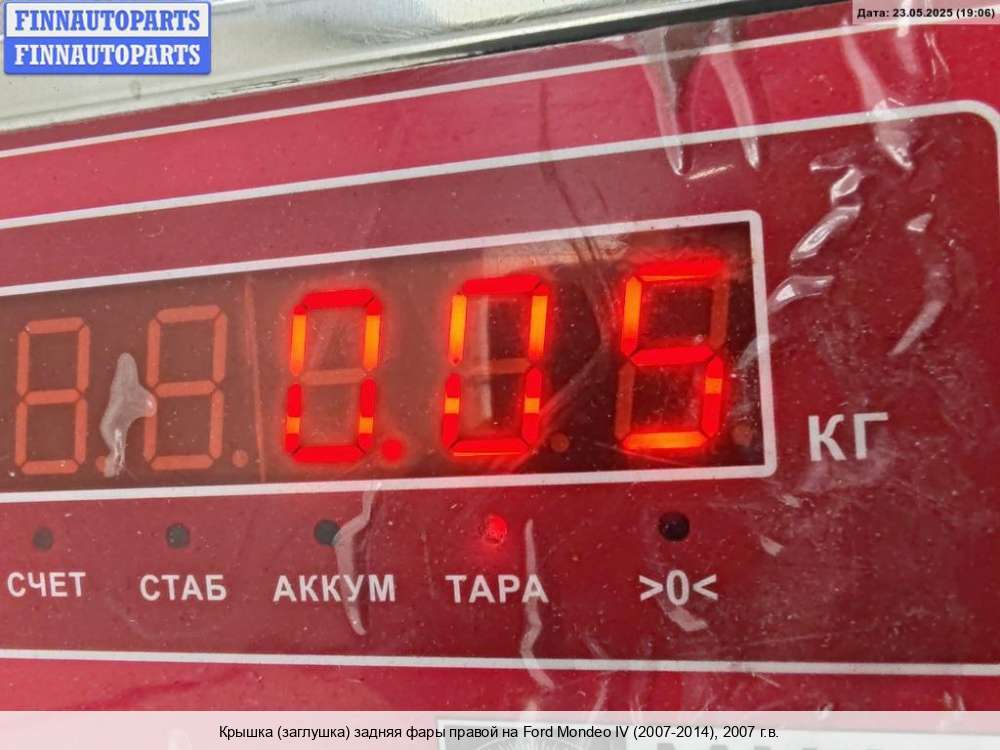 FINNAUTOPARTS
FINNAUTOPARTS
Дата: 23.05.2025 (19:06)
0.05
КГ
СЧЕТ СТАБ АККУМ ТАРА >0<
Крышка (заглушка) задняя фары правой на Ford Mondeo IV (2007-2014), 2007 г.в.